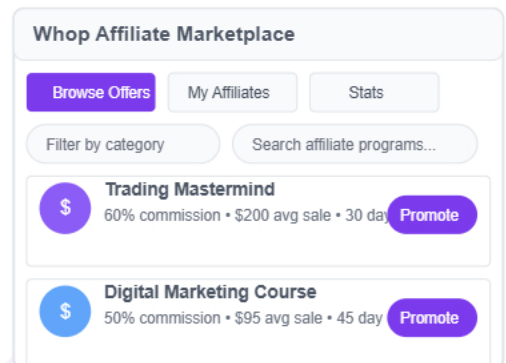 Whop Affiliate Marketplace
Browse Offers My Affiliates Stats
Filter by category Search affiliate programs...
$ Trading Mastermind
60% commission • $200 avg sale • 30 day Promote
$ Digital Marketing Course
50% commission • $95 avg sale • 45 day Promote